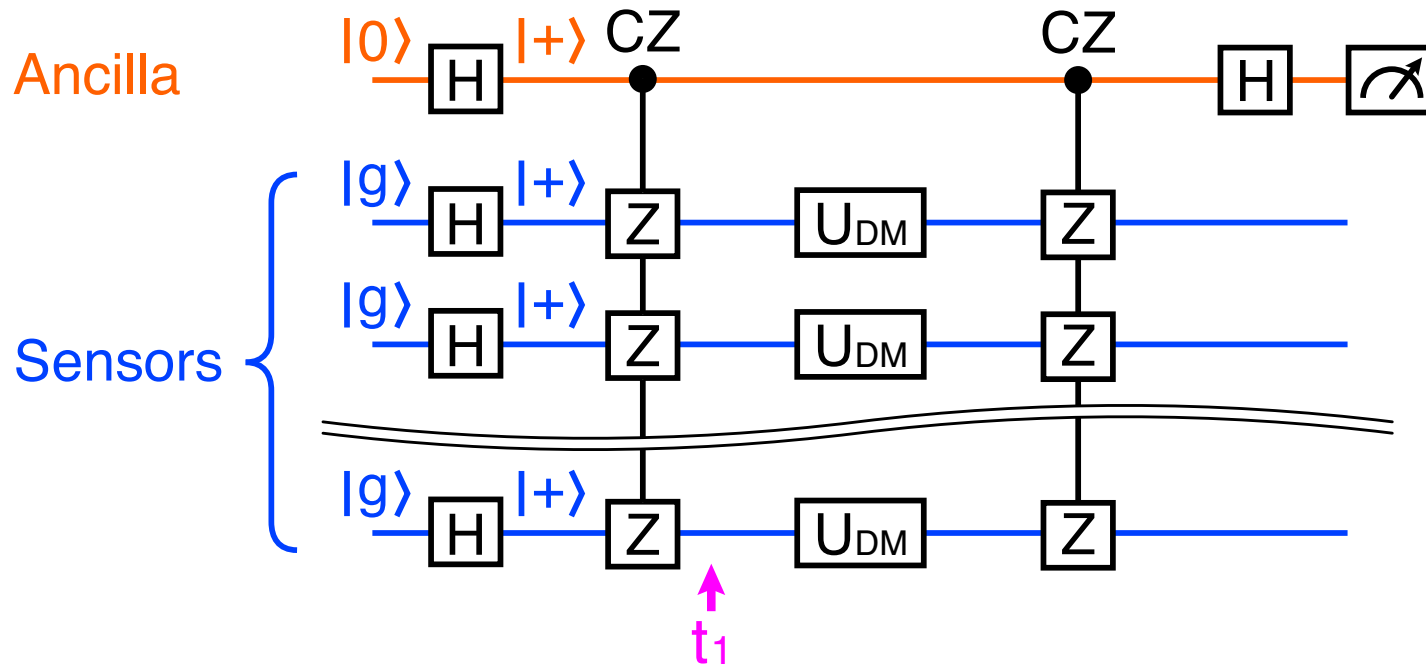 |0⟩ |+⟩ CZ CZ
Ancilla H H
|g⟩ |+⟩
H Z UDM Z
|g⟩ |+⟩
Sensors H Z UDM Z
|g⟩ |+⟩
H Z UDM Z
t1